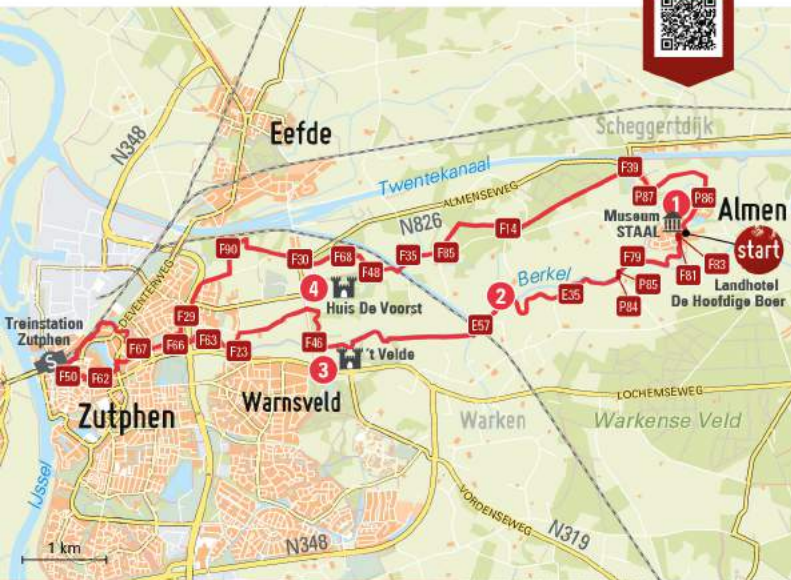 Eefde
N348
Scheggertdijk
Twentekanaal
ALMENSEWEG
N826
F39
P87
P86
1
Museum
STAAL
Almen
start
F14
F90
F30
F68
F48
F35
F85
F79
F81
F83
Landhotel
De Hoofdige Boer
DEVENTERWEG
4
Huis De Voorst
Berkel
2
E35
P85
P84
F29
Treinstation
Zutphen
S
F67
F66
F63
F23
F46
't Velde
E57
F50
F62
3
Zutphen
Warnsveld
Warken
LOCHEMSEWEG
Warkense Veld
IJssel
VORDENSEWEG
N319
N348
1 km